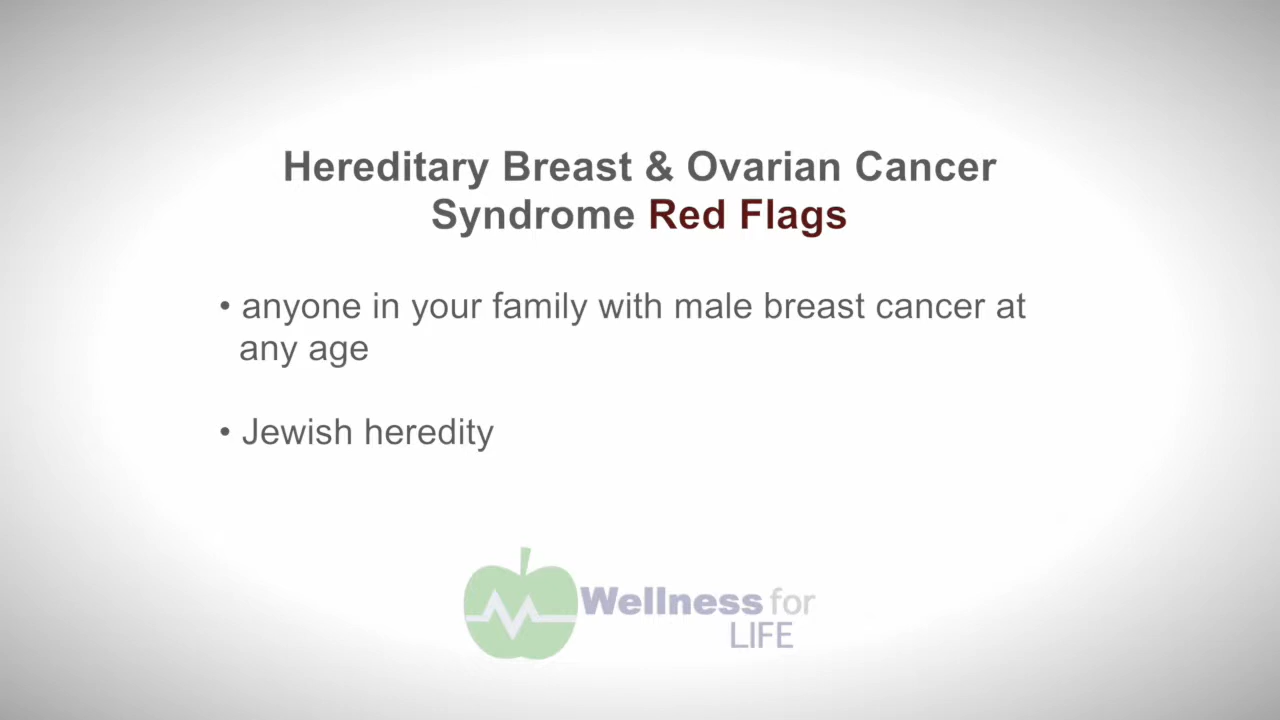 Hereditary Breast & Ovarian Cancer
Syndrome Red Flags
• anyone in your family with male breast cancer at
any age
• Jewish heredity
Wellness for
LIFE